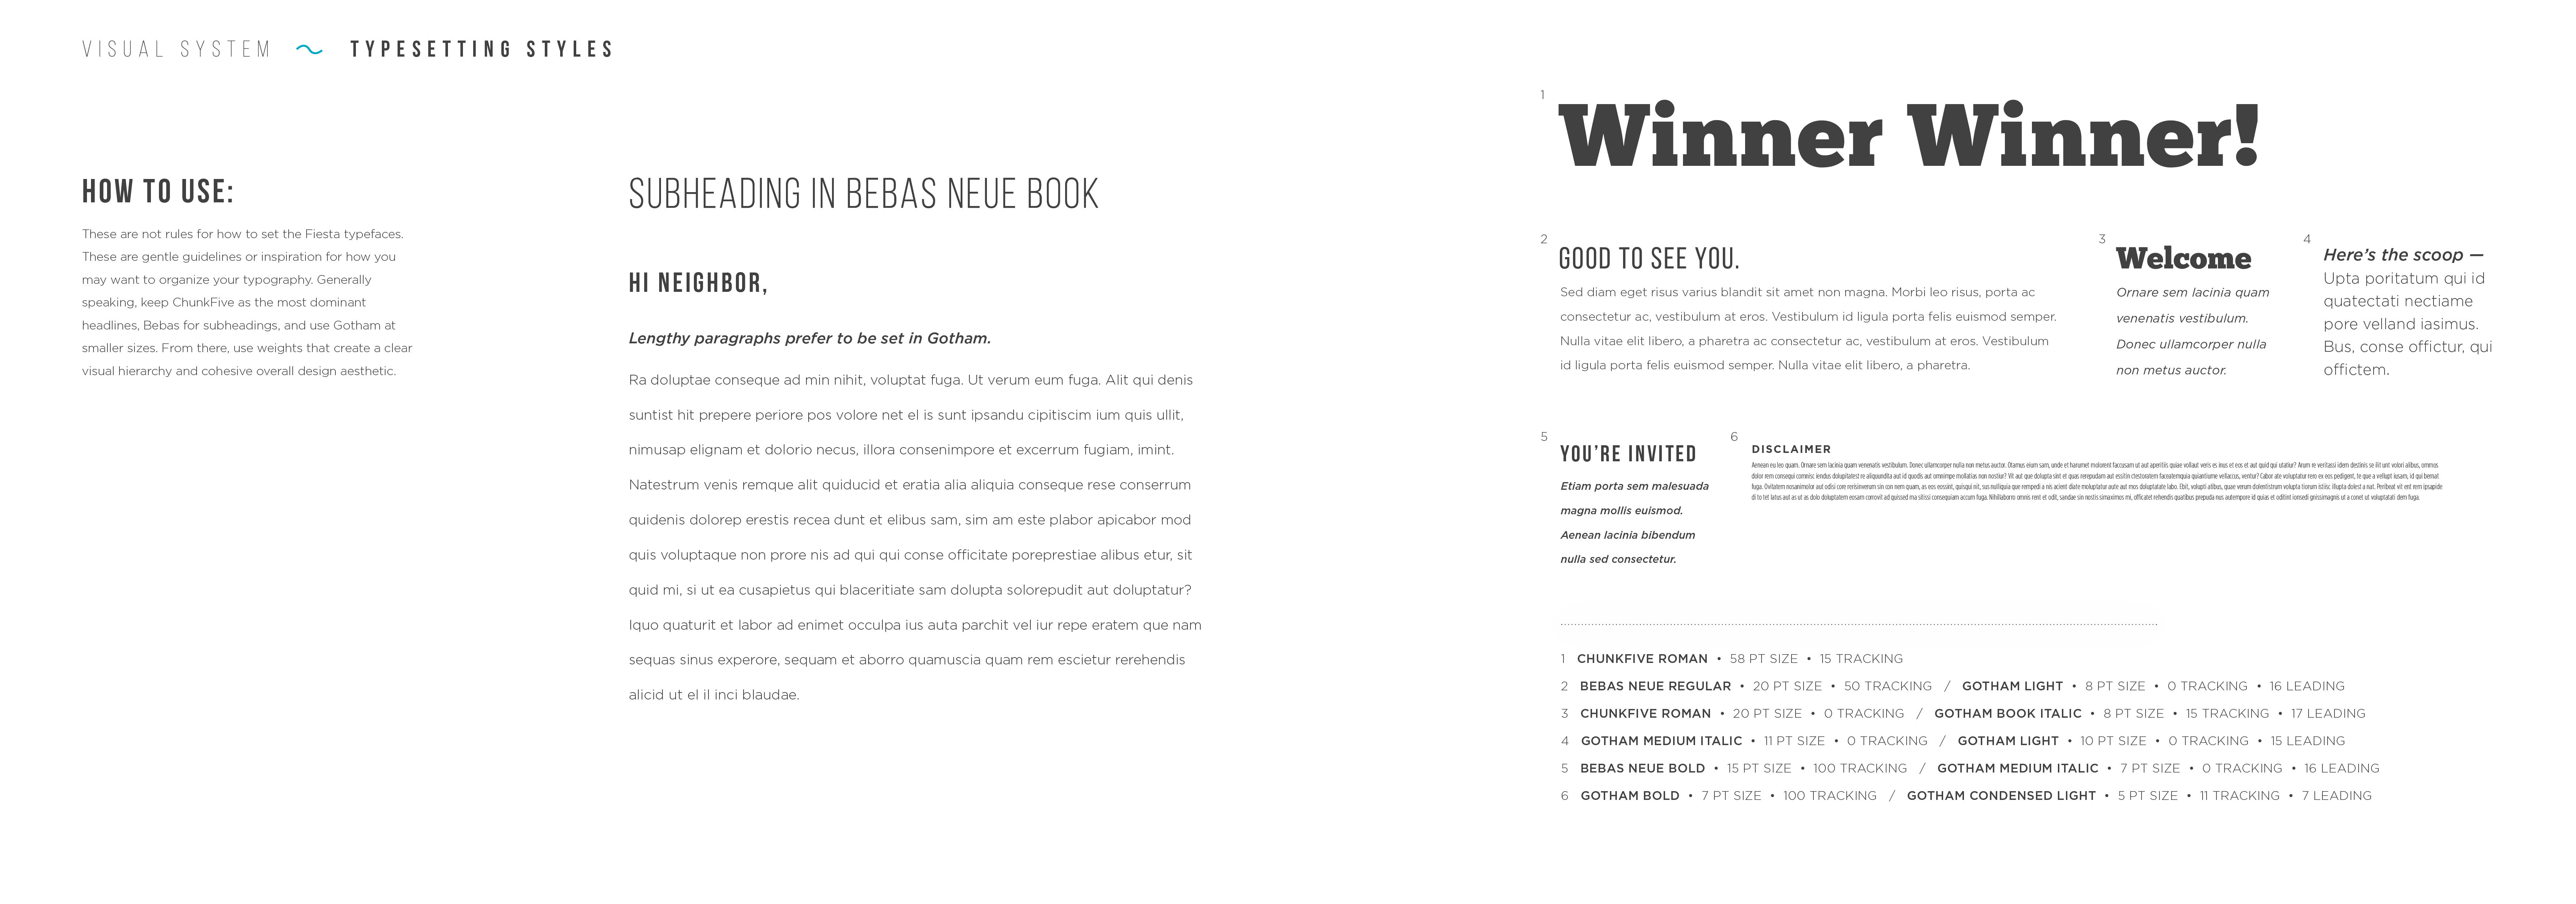 VISUAL SYSTEM ~ TYPESETTING STYLES
HOW TO USE:
These are not rules for how to set the Fiesta typefaces.
These are gentle guidelines or inspiration for how you
may want to organize your typography. Generally
speaking, keep ChunkFive as the most dominant
headlines, Bebas for subheadings, and use Gotham at
smaller sizes. From there, use weights that create a clear
visual hierarchy and cohesive overall design aesthetic.
SUBHEADING IN BEBAS NEUE BOOK
HI NEIGHBOR,
Lengthy paragraphs prefer to be set in Gotham.
Ra doluptae conseque ad min nihit, voluptat fuga. Ut verum eum fuga. Alit qui denis
suntist hit prepere periore pos volore net el is sunt ipsandu cipitiscim ium quis ullit,
nimusap elignam et dolorio necus, illora consenimpore et excerrum fugiam, imint.
Natestrum venis remque alit quiducid et eratia alia aliquia conseque rese conserrum
quidenis dolorep erestis recea dunt et elibus sam, sim am este plabor apicabor mod
quis voluptaque non prore nis ad qui qui conse officitate poreprestiae alibus etur, sit
quid mi, si ut ea cusapietus qui blaceritiate sam dolupta solorepudit aut doluptatur?
Iquo quaturit et labor ad enimet occulpa ius auta parchit vel iur repe eratem que nam
sequas sinus experore, sequam et aborro quamuscia quam rem escietur rerehendis
alicid ut el il inci blaudae.
1
Winner Winner!
2
GOOD TO SEE YOU.
Sed diam eget risus varius blandit sit amet non magna. Morbi leo risus, porta ac
consectetur ac, vestibulum at eros. Vestibulum id ligula porta felis euismod semper.
Nulla vitae elit libero, a pharetra ac consectetur ac, vestibulum at eros. Vestibulum
id ligula porta felis euismod semper. Nulla vitae elit libero, a pharetra.
3
Welcome
Ornare sem lacinia quam
venenatis vestibulum.
Donec ullamcorper nulla
non metus auctor.
4
Here's the scoop —
Upta poritatum qui id
quatectati nectiame
pore velland iasimus.
Bus, conse offictur, qui
offictem.
5
YOU'RE INVITED
Etiam porta sem malesuada
magna mollis euismod.
Aenean lacinia bibendum
nulla sed consectetur.
6
DISCLAIMER
Aenean eu leo quam. Ornare sem lacinia quam venenatis vestibulum. Donec ullamcorper nulla non metus auctor.
1 CHUNKFIVE ROMAN • 58 PT SIZE • 15 TRACKING
2 BEBAS NEUE REGULAR • 20 PT SIZE • 50 TRACKING / GOTHAM LIGHT • 8 PT SIZE • 0 TRACKING • 16 LEADING
3 CHUNKFIVE ROMAN • 20 PT SIZE • 0 TRACKING / GOTHAM BOOK ITALIC • 8 PT SIZE • 15 TRACKING • 17 LEADING
4 GOTHAM MEDIUM ITALIC • 11 PT SIZE • 0 TRACKING / GOTHAM LIGHT • 10 PT SIZE • 0 TRACKING • 15 LEADING
5 BEBAS NEUE BOLD • 15 PT SIZE • 100 TRACKING / GOTHAM MEDIUM ITALIC • 7 PT SIZE • 0 TRACKING • 16 LEADING
6 GOTHAM BOLD • 7 PT SIZE • 100 TRACKING / GOTHAM CONDENSED LIGHT • 5 PT SIZE • 11 TRACKING • 7 LEADING